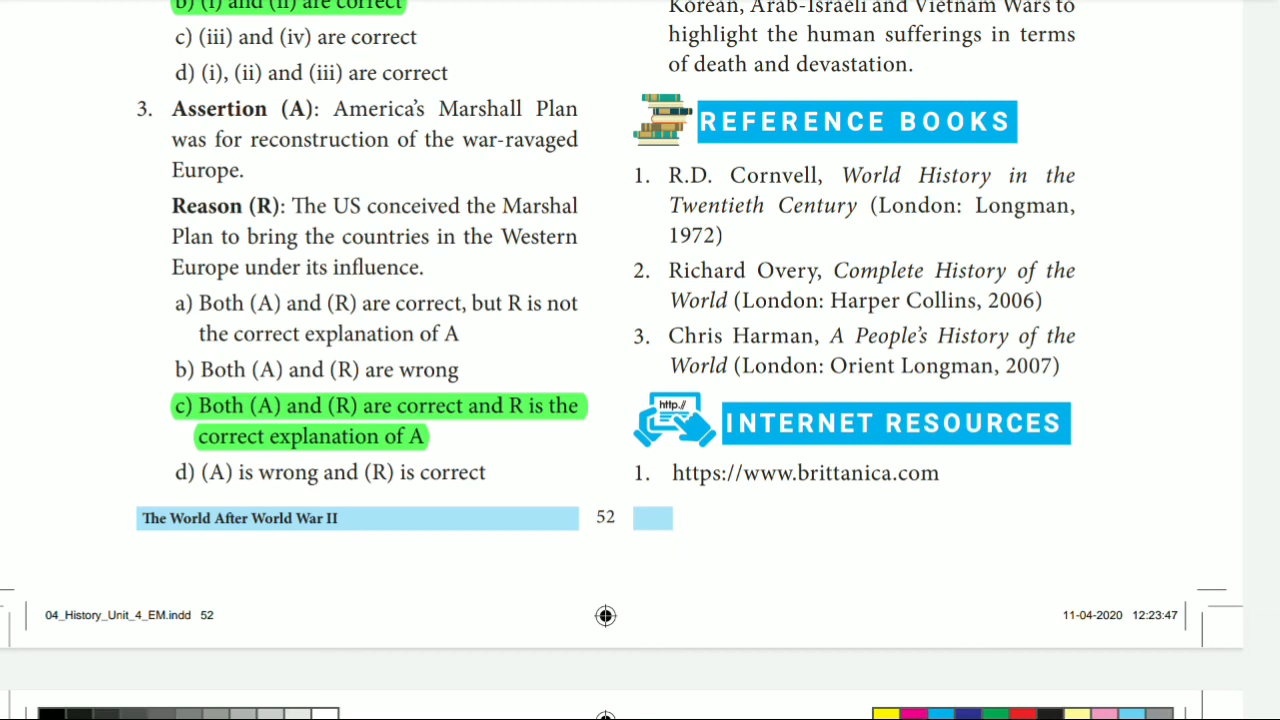 b) (i) and (ii) are correct
c) (iii) and (iv) are correct
d) (i), (ii) and (iii) are correct
3. Assertion (A): America's Marshall Plan
was for reconstruction of the war-ravaged
Europe.
Reason (R): The US conceived the Marshal
Plan to bring the countries in the Western
Europe under its influence.
a) Both (A) and (R) are correct, but R is not
the correct explanation of A
b) Both (A) and (R) are wrong
c) Both (A) and (R) are correct and R is the
correct explanation of A
d) (A) is wrong and (R) is correct
Korean, Arab-Israeli and Vietnam Wars to
highlight the human sufferings in terms
of death and devastation.
REFERENCE BOOKS
1. R.D. Cornvell, World History in the
Twentieth Century (London: Longman,
1972)
2. Richard Overy, Complete History of the
World (London: Harper Collins, 2006)
3. Chris Harman, A People's History of the
World (London: Orient Longman, 2007)
http://
INTERNET RESOURCES
1. https://www.brittanica.com
The World After World War II
52
04_History_Unit_4_EM.indd 52
11-04-2020 12:23:47